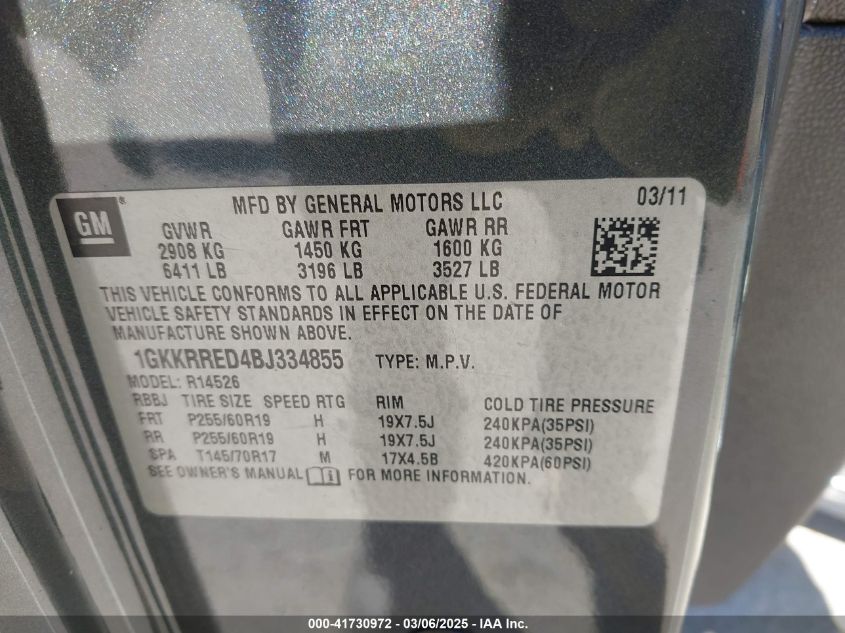 GM®
MFD BY GENERAL MOTORS LLC 03/11
GVWR GAWR FRT GAWR RR
2908 KG 1450 KG 1600 KG
6411 LB 3196 LB 3527 LB
THIS VEHICLE CONFORMS TO ALL APPLICABLE U.S. FEDERAL MOTOR
VEHICLE SAFETY STANDARDS IN EFFECT ON THE DATE OF
MANUFACTURE SHOWN ABOVE.
1GKKRRED4BJ334855 TYPE: M.P.V.
MODEL: R14526
RBBJ TIRE SIZE SPEED RTG RIM COLD TIRE PRESSURE
FRT P255/60R19 H 19X7.5J 240KPA(35PSI)
RR P255/60R19 H 19X7.5J 240KPA(35PSI)
SPA T145/70R17 M 17X4.5B 420KPA(60PSI)
SEE OWNER'S MANUAL FOR MORE INFORMATION.
000-41730972 - 03/06/2025 - 0001 - IAAI.com